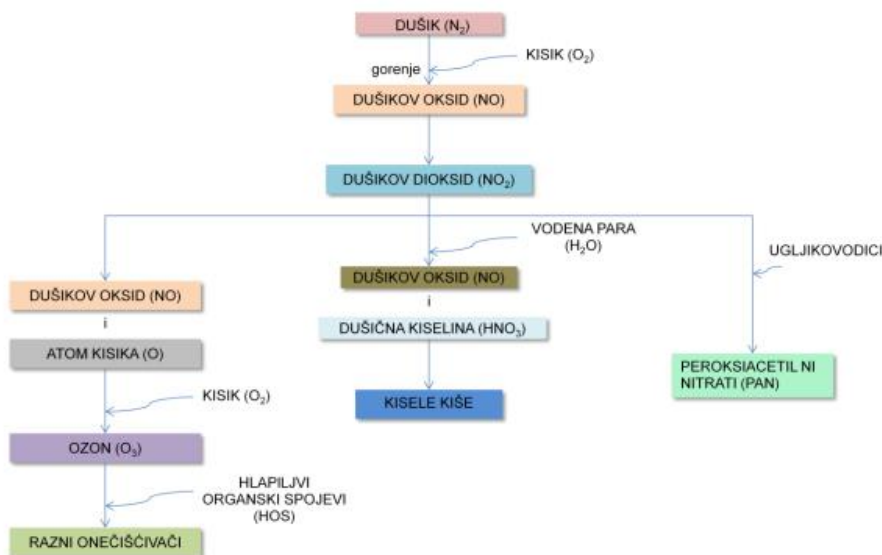 DUŠIK (N₂)
KISIK (O₂)
gorenje
DUŠIKOV OKSID (NO)
DUŠIKOV DIOKSID (NO₂)
VODENA PARA
(H₂O)
UGLJIKOVODICI
DUŠIKOV OKSID (NO)
i
ATOM KISIKA (O)
DUŠIKOV OKSID (NO)
i
DUŠIČNA KISELINA (HNO₃)
PEROKSIACETIL NI
NITRATI (PAN)
KISIK (O₂)
KISELE KIŠE
OZON (O₃)
HLAPILJVI
ORGANSKI SPOJEVI
(HOS)
RAZNI ONEČIŠĆIVAČI